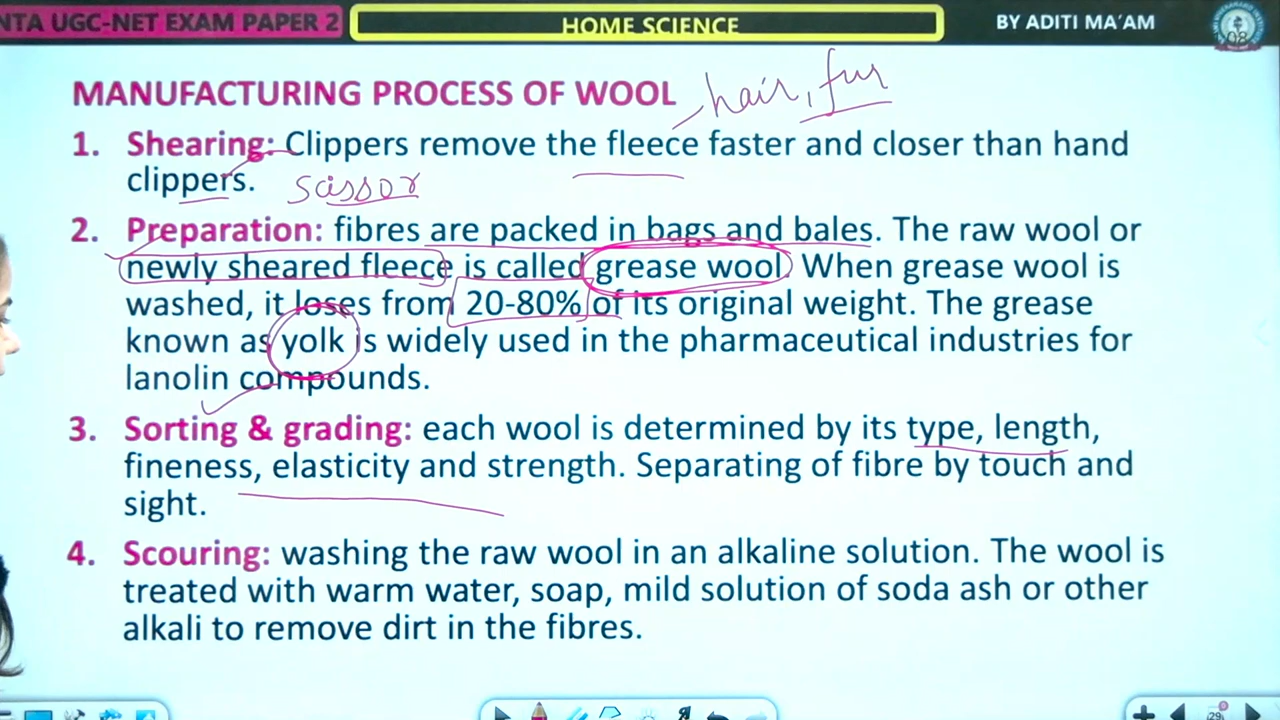 NTA UGC-NET EXAM PAPER 2
HOME SCIENCE
BY ADITI MA'AM
MANUFACTURING PROCESS OF WOOL
hair, fur
1. Shearing: Clippers remove the fleece faster and closer than hand
clippers.
scissor
2. Preparation: fibres are packed in bags and bales. The raw wool or
newly sheared fleece is called grease wool. When grease wool is
washed, it loses from 20-80% of its original weight. The grease
known as yolk is widely used in the pharmaceutical industries for
lanolin compounds.
3. Sorting & grading: each wool is determined by its type, length,
fineness, elasticity and strength. Separating of fibre by touch and
sight.
4. Scouring: washing the raw wool in an alkaline solution. The wool is
treated with warm water, soap, mild solution of soda ash or other
alkali to remove dirt in the fibres.
29